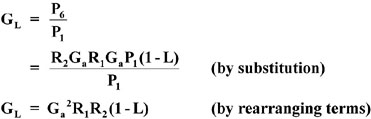 G_L = P_6 / P_1
= R_2G_aR_1G_aP_1(1 - L) / P_1 (by substitution)
G_L = G_a^2R_1R_2(1 - L) (by rearranging terms)